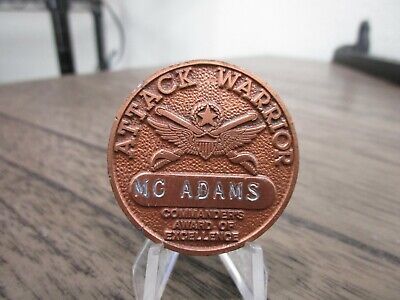 ATTACK WARRIOR
MC ADAMS
COMMANDER'S
AWARD OF
EXCELLENCE